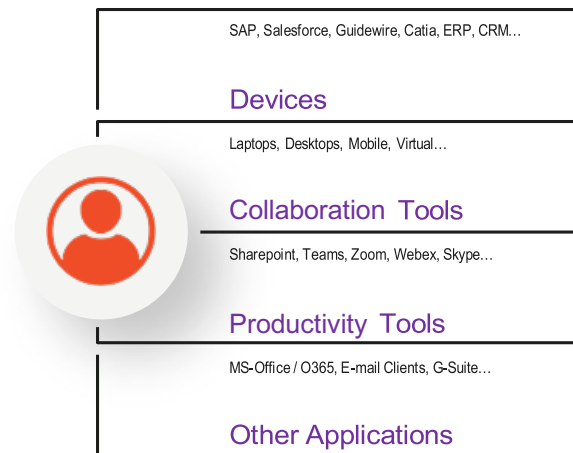 SAP, Salesforce, Guidewire, Catia, ERP, CRM…
Devices
Laptops, Desktops, Mobile, Virtual…
Collaboration Tools
Sharepoint, Teams, Zoom, Webex, Skype…
Productivity Tools
MS-Office / O365, E-mail Clients, G-Suite…
Other Applications